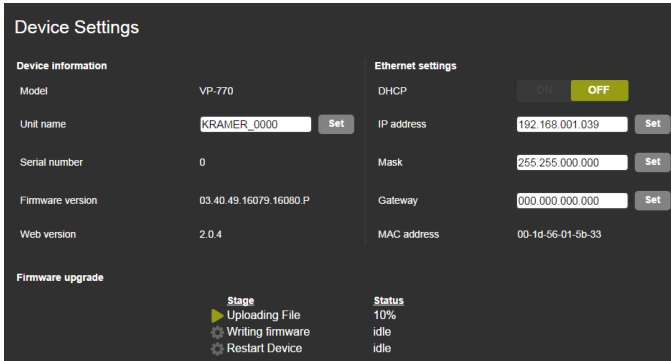 Device Settings
Device information
Model VP-770
Unit name KRAMER_0000 Set
Serial number 0
Firmware version 03.40.49.16079.16080.P
Web version 2.0.4
Ethernet settings
DHCP ON OFF
IP address 192.168.001.039 Set
Mask 255.255.000.000 Set
Gateway 000.000.000.000 Set
MAC address 00-1d-56-01-5b-33
Firmware upgrade
Stage Status
Uploading File 10%
Writing firmware idle
Restart Device idle